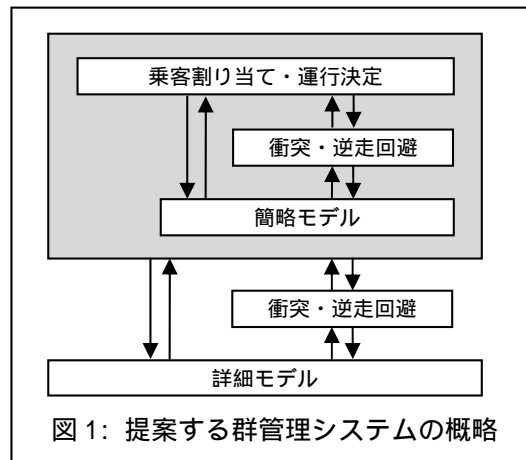 乗客割り当て・運行決定
衝突・逆走回避
簡略モデル
衝突・逆走回避
詳細モデル
図 1: 提案する群管理システムの概略